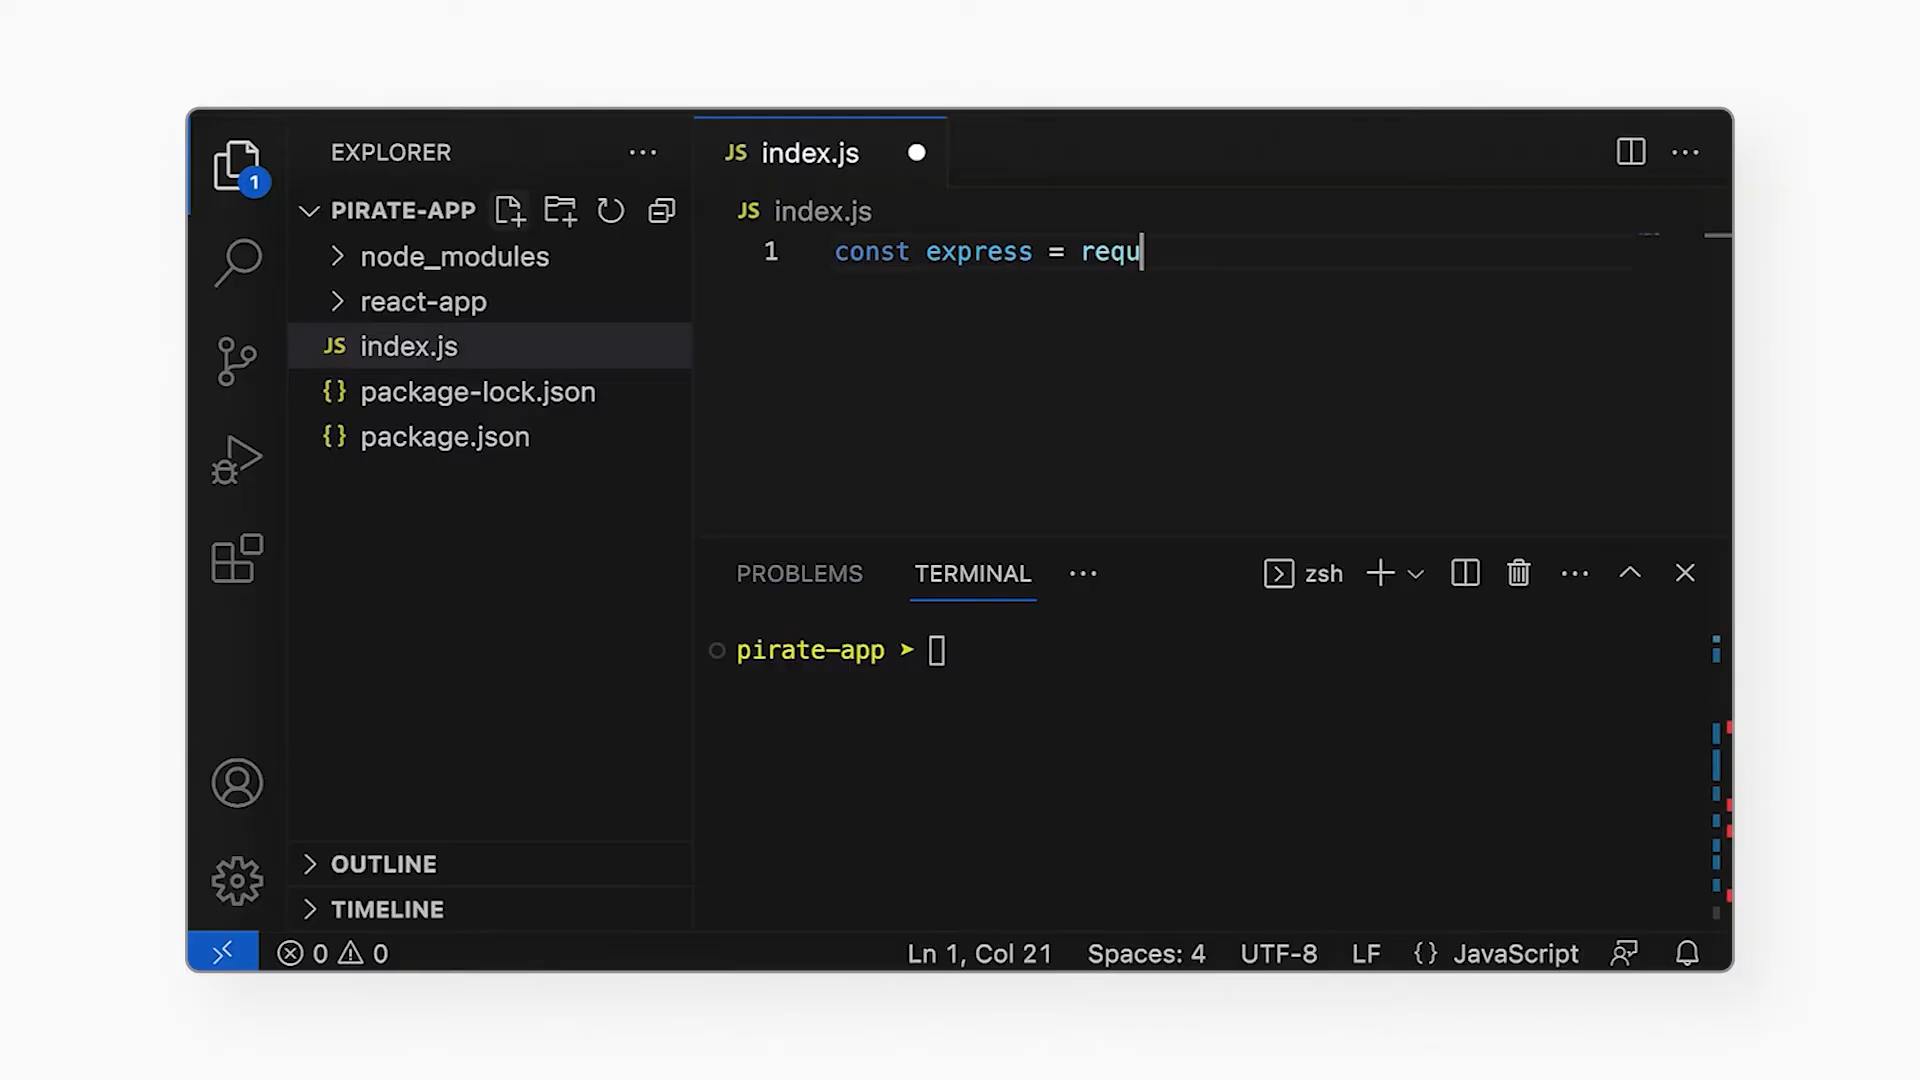 EXPLORER
PIRATE-APP
node_modules
react-app
JS index.js
{} package-lock.json
{} package.json
OUTLINE
TIMELINE
1
JS index.js
JS index.js
1 const express = requ
PROBLEMS TERMINAL
zsh
pirate-app ➤
0 0
Ln 1, Col 21 Spaces: 4 UTF-8 LF {} JavaScript